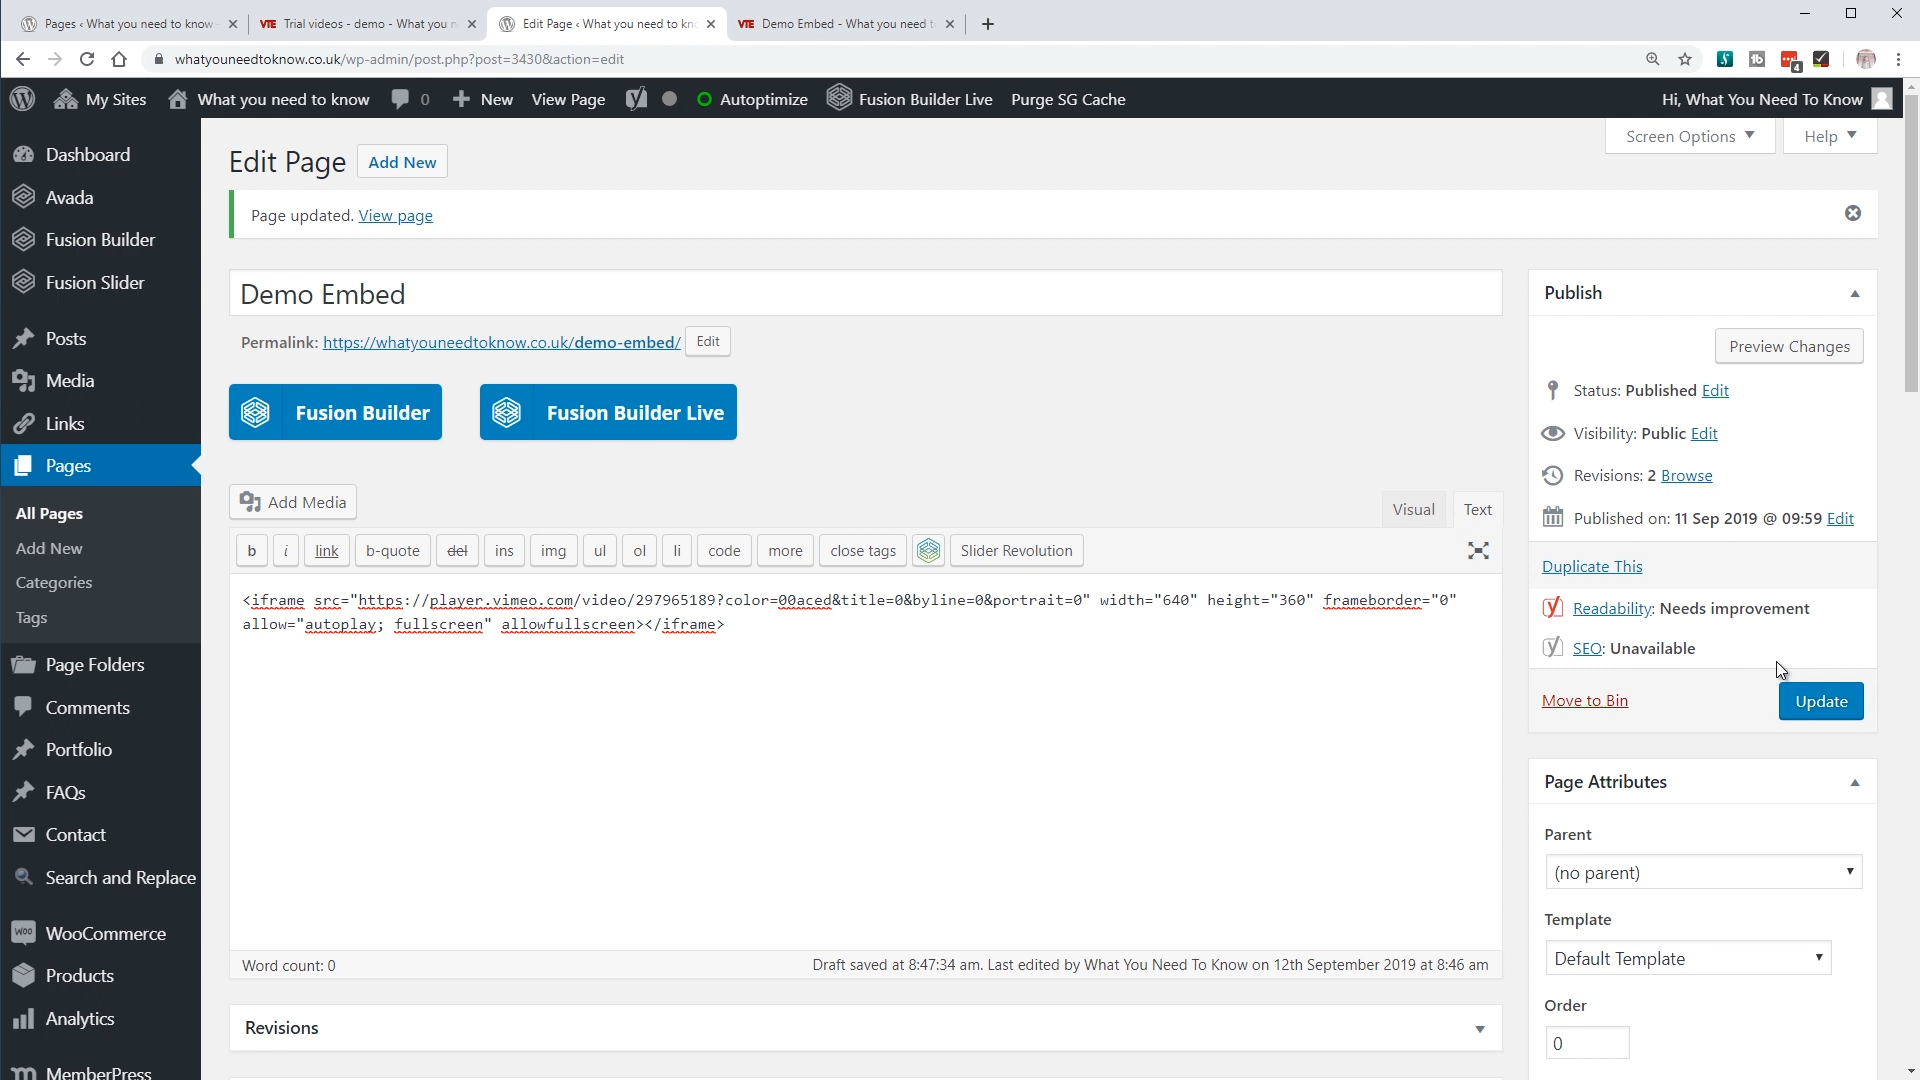 Pages ‹ What you need to know
VTE Trial videos - demo - What you n
Edit Page ‹ What you need to kn
VTE Demo Embed - What you need t
whatyouneedtoknow.co.uk/wp-admin/post.php?post=3430&action=edit
4
My Sites
What you need to know
0
New
View Page
Autoptimize
Fusion Builder Live
Purge SG Cache
Hi, What You Need To Know
Dashboard
Avada
Fusion Builder
Fusion Slider
Posts
Media
Links
Pages
All Pages
Add New
Categories
Tags
Page Folders
Comments
Portfolio
FAQs
Contact
Search and Replace
WooCommerce
Products
Analytics
MemberPress
Screen Options
Help
Edit Page
Add New
Page updated. View page
Demo Embed
Permalink: https://whatyouneedtoknow.co.uk/demo-embed/ Edit
Fusion Builder
Fusion Builder Live
Add Media
Visual
Text
b
i
link
b-quote
del
ins
img
ul
ol
li
code
more
close tags
Slider Revolution
<iframe src="https://player.vimeo.com/video/297965189?color=00aced&title=0&byline=0&portrait=0" width="640" height="360" frameborder="0"
allow="autoplay; fullscreen" allowfullscreen></iframe>
Word count: 0
Draft saved at 8:47:34 am. Last edited by What You Need To Know on 12th September 2019 at 8:46 am
Revisions
Publish
Preview Changes
Status: Published Edit
Visibility: Public Edit
Revisions: 2 Browse
Published on: 11 Sep 2019 @ 09:59 Edit
Duplicate This
Readability: Needs improvement
SEO: Unavailable
Move to Bin
Update
Page Attributes
Parent
(no parent)
Template
Default Template
Order
0